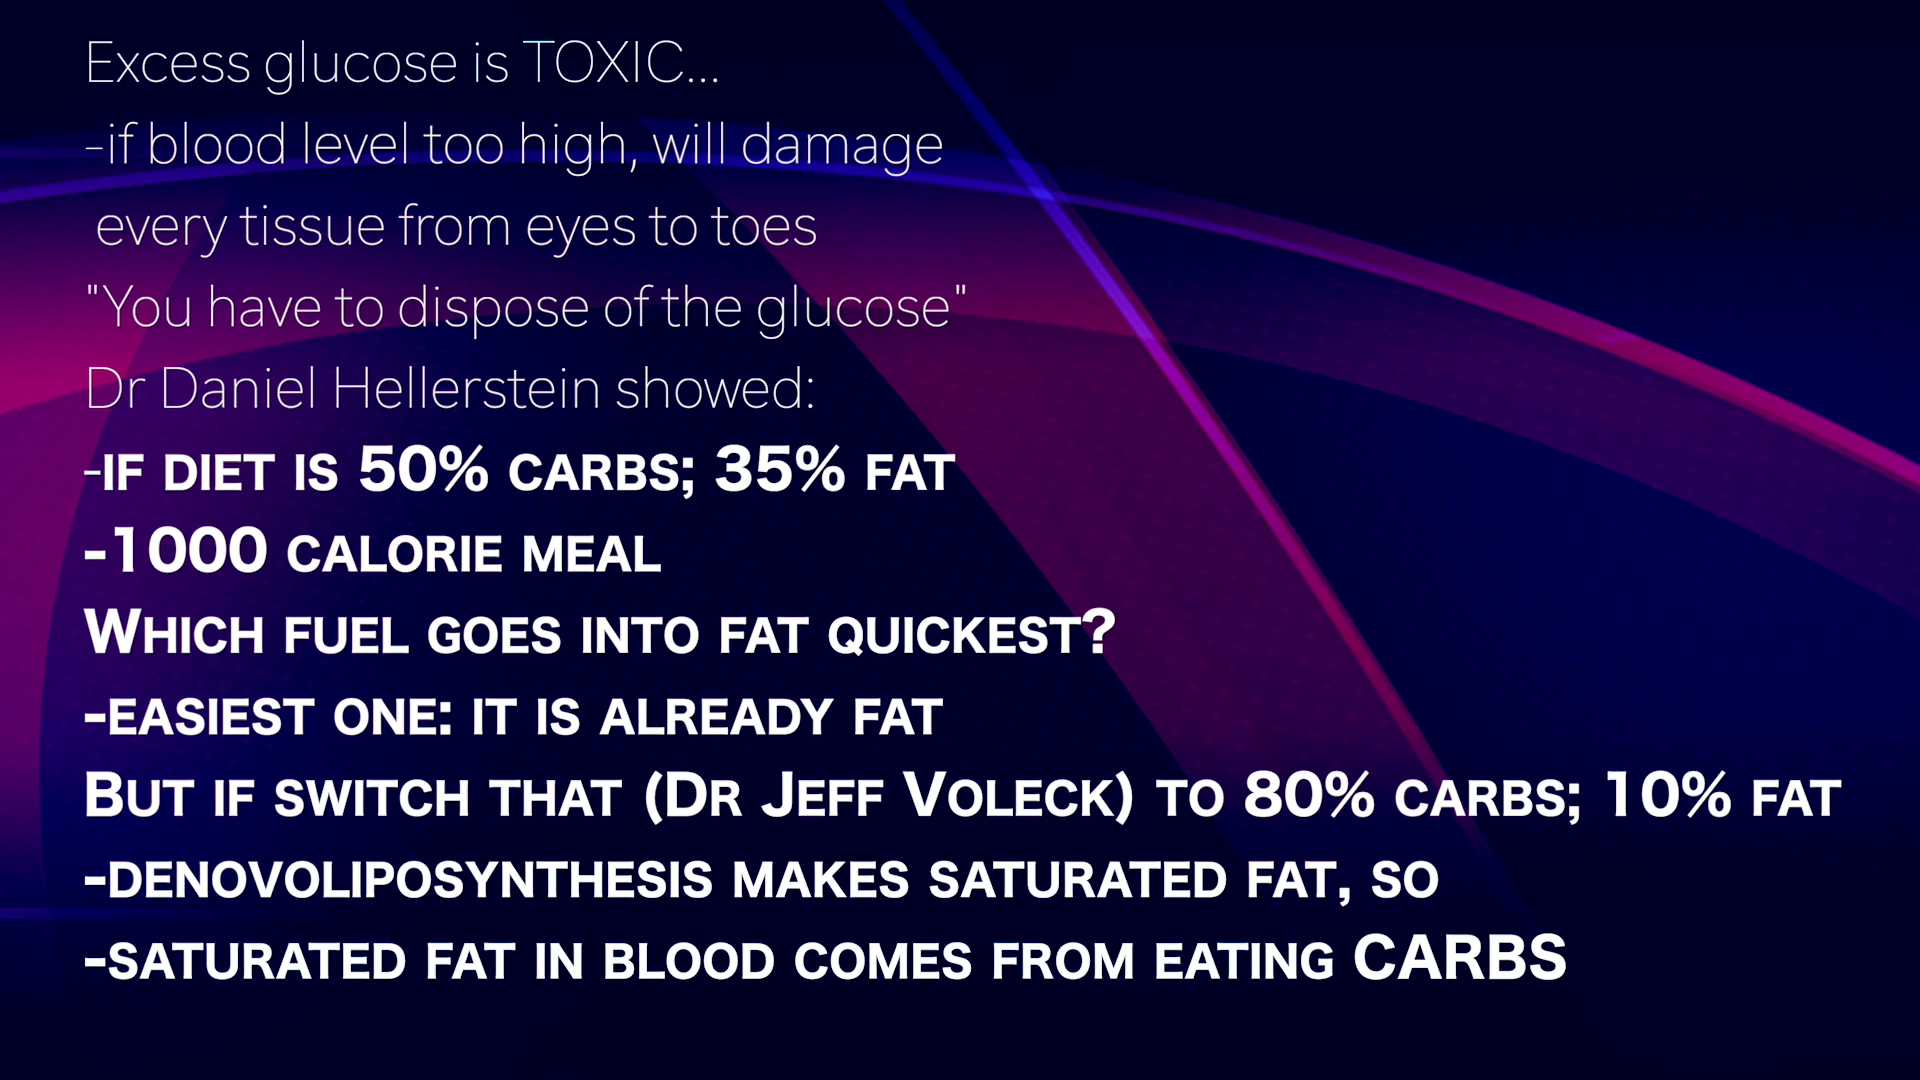 Excess glucose is TOXIC...
-if blood level too high, will damage
every tissue from eyes to toes
"You have to dispose of the glucose"
Dr Daniel Hellerstein showed:
-IF DIET IS 50% CARBS; 35% FAT
-1000 CALORIE MEAL
WHICH FUEL GOES INTO FAT QUICKEST?
-EASIEST ONE: IT IS ALREADY FAT
BUT IF SWITCH THAT (DR JEFF VOLECK) TO 80% CARBS; 10% FAT
-DENOVOLIPOSYNTHESIS MAKES SATURATED FAT, SO
-SATURATED FAT IN BLOOD COMES FROM EATING CARBS